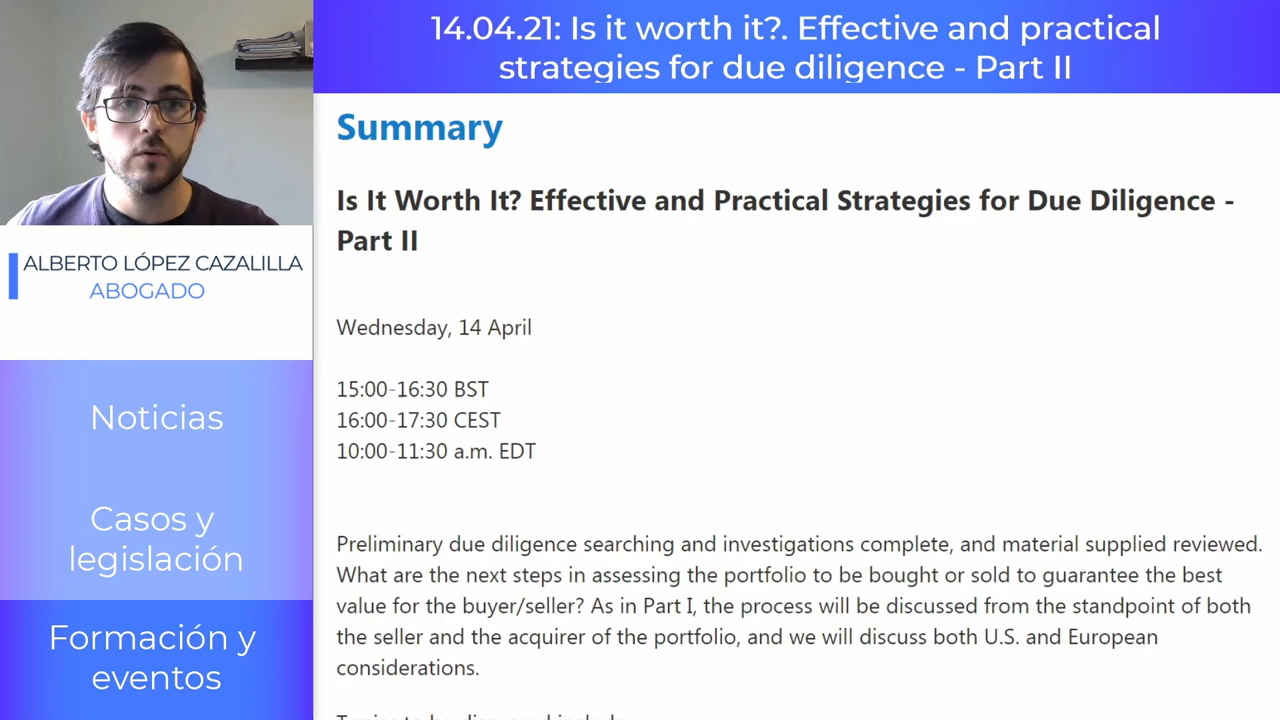 14.04.21: Is it worth it?. Effective and practical
strategies for due diligence - Part II
ALBERTO LÓPEZ CAZALILLA
ABOGADO
Noticias
Casos y
legislación
Formación y
eventos
Summary
Is It Worth It? Effective and Practical Strategies for Due Diligence -
Part II
Wednesday, 14 April
15:00-16:30 BST
16:00-17:30 CEST
10:00-11:30 a.m. EDT
Preliminary due diligence searching and investigations complete, and material supplied reviewed.
What are the next steps in assessing the portfolio to be bought or sold to guarantee the best
value for the buyer/seller? As in Part I, the process will be discussed from the standpoint of both
the seller and the acquirer of the portfolio, and we will discuss both U.S. and European
considerations.
Topics to be discussed include: